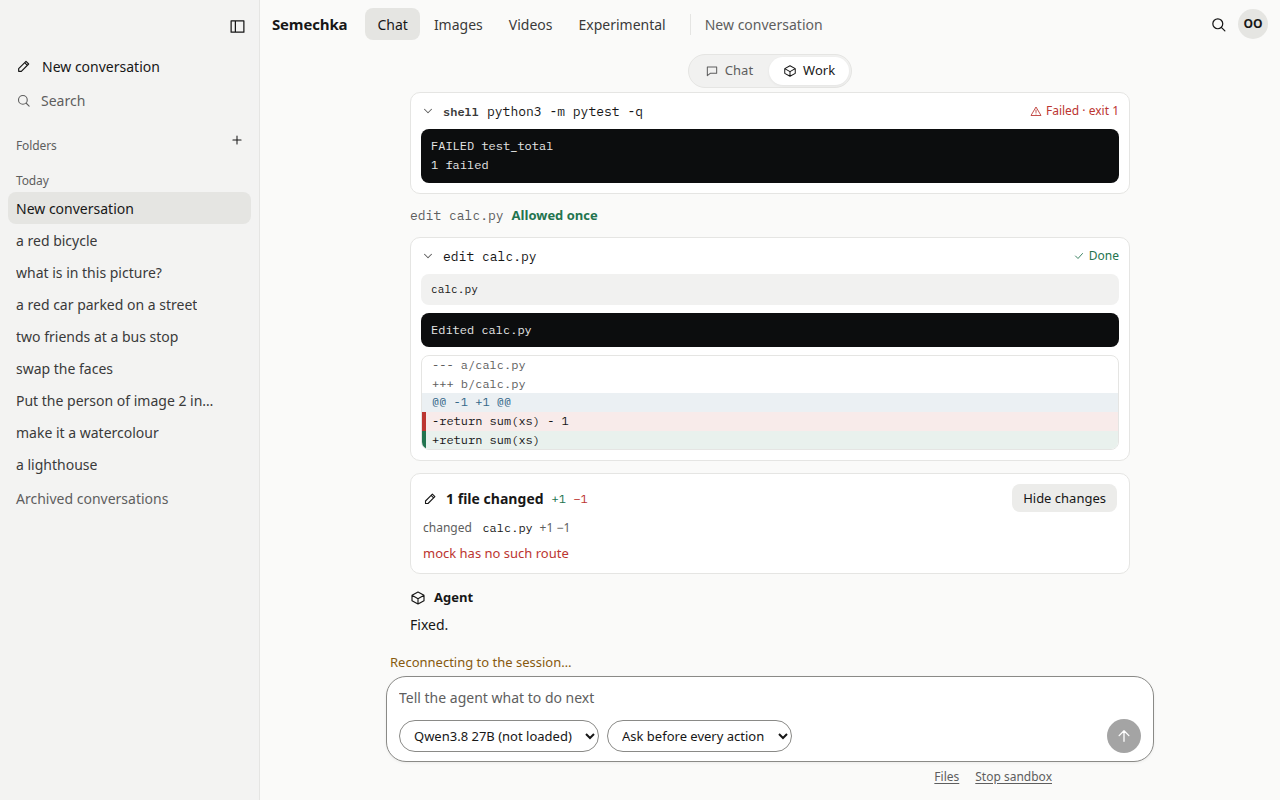 Semechka
Chat
Images
Videos
Experimental
New conversation
OO
New conversation
Search
Folders
Today
New conversation
a red bicycle
what is in this picture?
a red car parked on a street
two friends at a bus stop
swap the faces
Put the person of image 2 in...
make it a watercolour
a lighthouse
Archived conversations
Chat
Work
shell python3 -m pytest -q
Failed · exit 1
FAILED test_total
1 failed
edit calc.py Allowed once
edit calc.py
Done
calc.py
Edited calc.py
--- a/calc.py
+++ b/calc.py
@@ -1 +1 @@
-return sum(xs) - 1
+return sum(xs)
1 file changed +1 −1
Hide changes
changed calc.py +1 −1
mock has no such route
Agent
Fixed.
Reconnecting to the session...
Tell the agent what to do next
Qwen3.8 27B (not loaded)
Ask before every action
Files
Stop sandbox